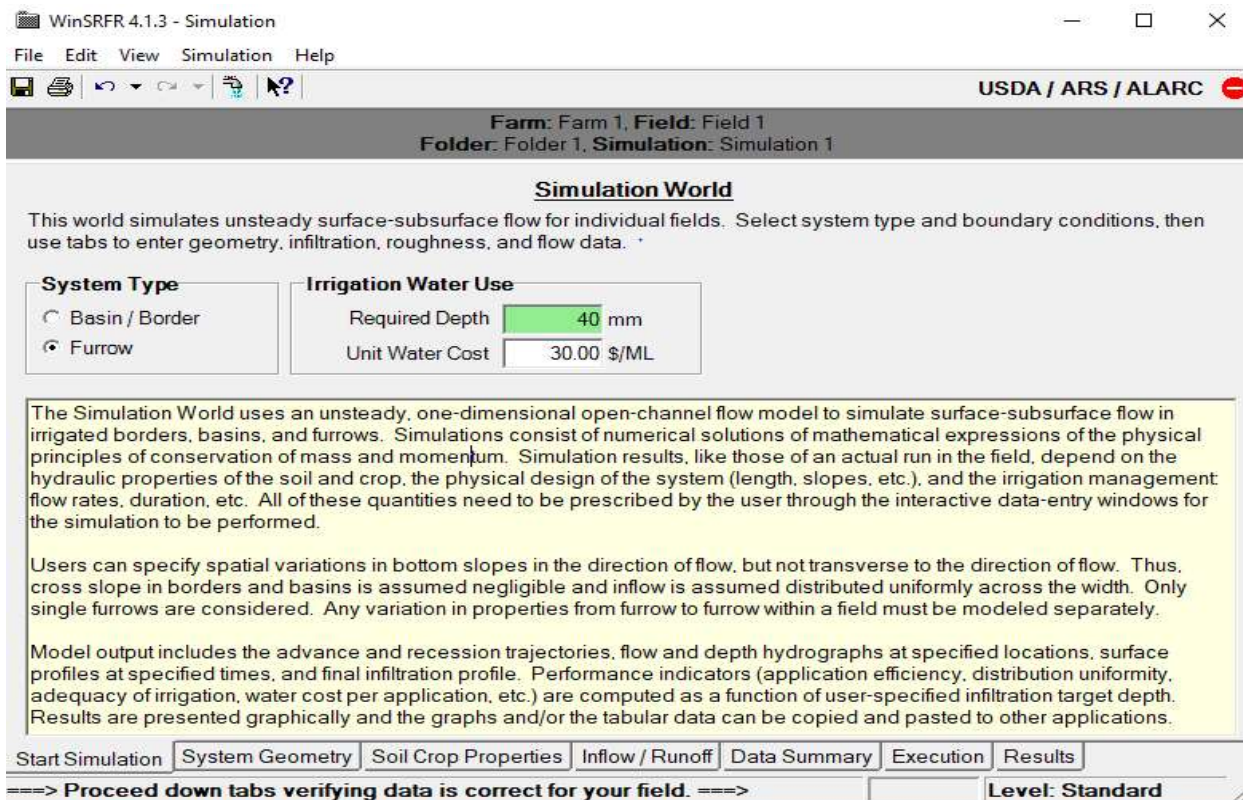 WinSRFR 4.1.3 - Simulation
File Edit View Simulation Help
USDA / ARS / ALARC
Farm: Farm 1, Field: Field 1
Folder: Folder 1, Simulation: Simulation 1
Simulation World
This world simulates unsteady surface-subsurface flow for individual fields. Select system type and boundary conditions, then
use tabs to enter geometry, infiltration, roughness, and flow data.
System Type
Basin / Border
Furrow
Irrigation Water Use
Required Depth 40 mm
Unit Water Cost 30.00 $/ML
The Simulation World uses an unsteady, one-dimensional open-channel flow model to simulate surface-subsurface flow in
irrigated borders, basins, and furrows. Simulations consist of numerical solutions of mathematical expressions of the physical
principles of conservation of mass and momentum. Simulation results, like those of an actual run in the field, depend on the
hydraulic properties of the soil and crop, the physical design of the system (length, slopes, etc.), and the irrigation management:
flow rates, duration, etc. All of these quantities need to be prescribed by the user through the interactive data-entry windows for
the simulation to be performed.
Users can specify spatial variations in bottom slopes in the direction of flow, but not transverse to the direction of flow. Thus,
cross slope in borders and basins is assumed negligible and inflow is assumed distributed uniformly across the width. Only
single furrows are considered. Any variation in properties from furrow to furrow within a field must be modeled separately.
Model output includes the advance and recession trajectories, flow and depth hydrographs at specified locations, surface
profiles at specified times, and final infiltration profile. Performance indicators (application efficiency, distribution uniformity,
adequacy of irrigation, water cost per application, etc.) are computed as a function of user-specified infiltration target depth.
Results are presented graphically and the graphs and/or the tabular data can be copied and pasted to other applications.
Start Simulation System Geometry Soil Crop Properties Inflow / Runoff Data Summary Execution Results
===> Proceed down tabs verifying data is correct for your field. ===> Level: Standard